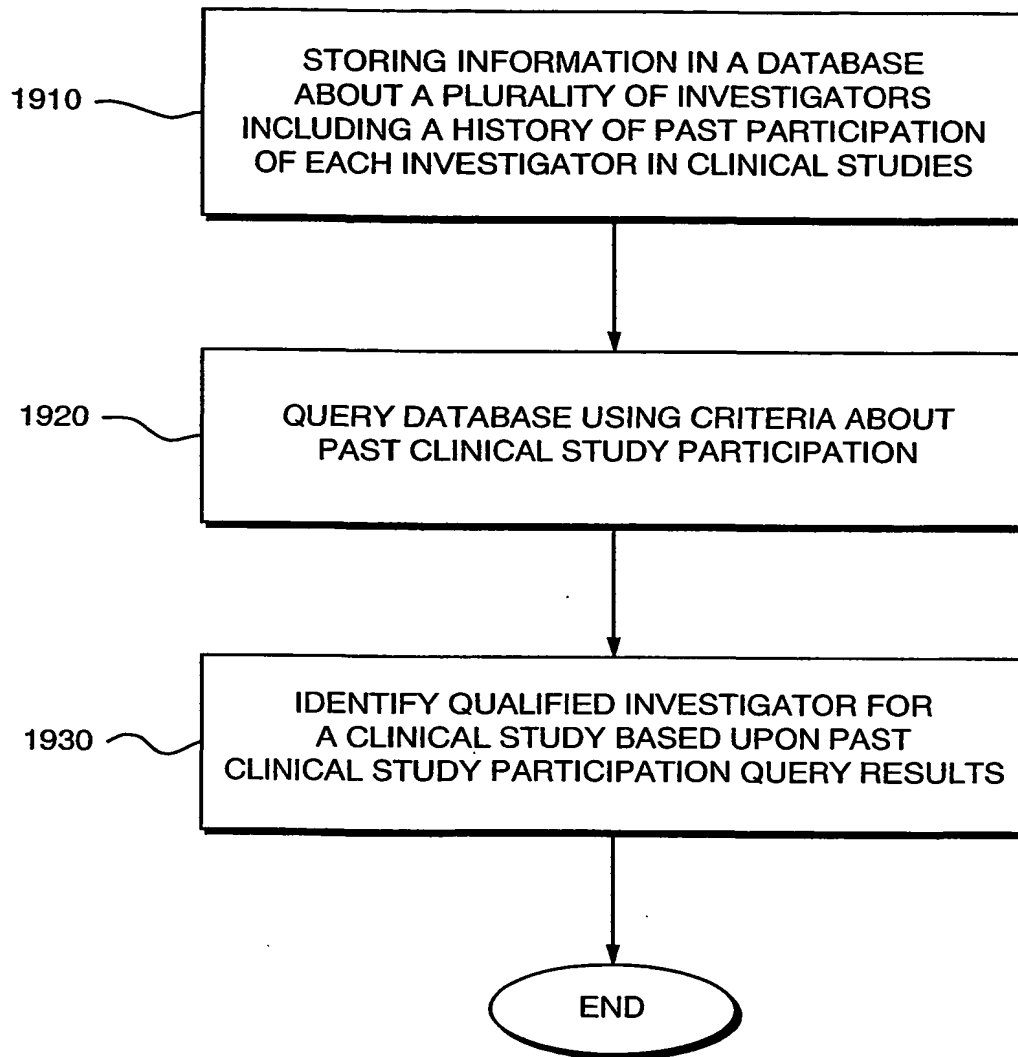 1910
STORING INFORMATION IN A DATABASE
ABOUT A PLURALITY OF INVESTIGATORS
INCLUDING A HISTORY OF PAST PARTICIPATION
OF EACH INVESTIGATOR IN CLINICAL STUDIES
1920
QUERY DATABASE USING CRITERIA ABOUT
PAST CLINICAL STUDY PARTICIPATION
1930
IDENTIFY QUALIFIED INVESTIGATOR FOR
A CLINICAL STUDY BASED UPON PAST
CLINICAL STUDY PARTICIPATION QUERY RESULTS
END